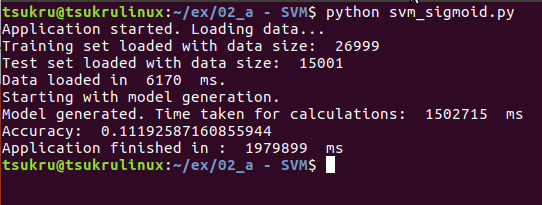 tsukru@tsukrulinux:~/ex/02_a - SVM$ python svm_sigmoid.py
Application started. Loading data...
Training set loaded with data size:  26999
Test set loaded with data size:  15001
Data loaded in  6170  ms.
Starting with model generation.
Model generated. Time taken for calculations:  1502715  ms
Accuracy:  0.11192587160855944
Application finished in :  1979899  ms
tsukru@tsukrulinux:~/ex/02_a - SVM$